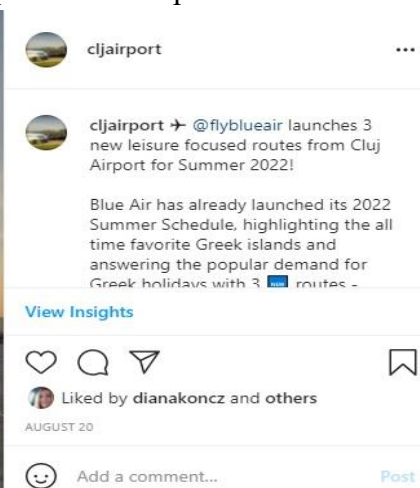 cljairport
cljairport ✈ @flyblueair launches 3
new leisure focused routes from Cluj
Airport for Summer 2022!
Blue Air has already launched its 2022
Summer Schedule, highlighting the all
time favorite Greek islands and
answering the popular demand for
Greek holidays with 3 🆕 routes -
View Insights
Liked by dianakoncz and others
AUGUST 20
Add a comment...
Post